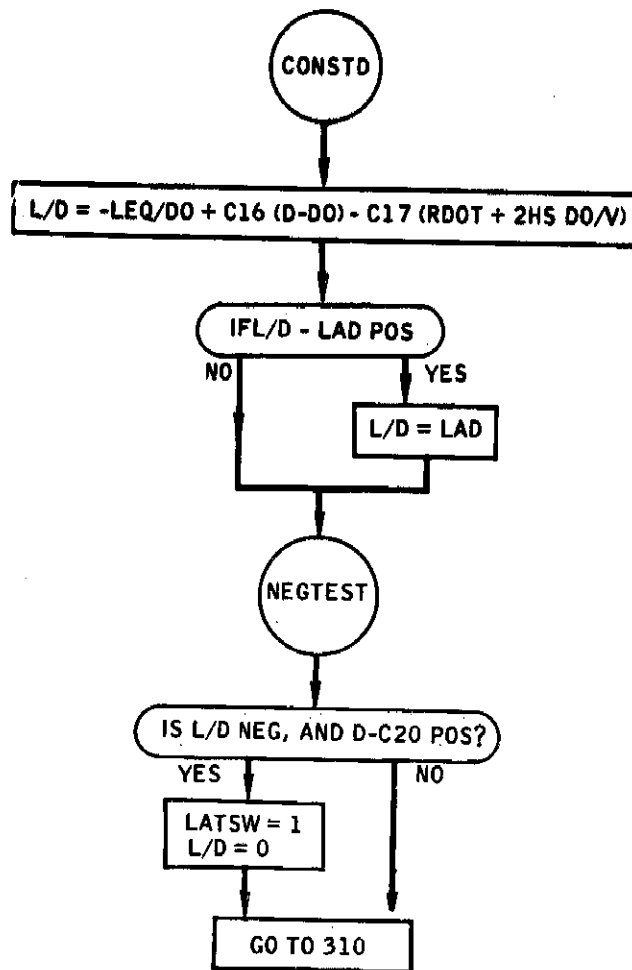 CONSTD
L/D = -LEQ/DO + C16 (D-DO) - C17 (RDOT + 2HS DO/V)
IFL/D - LAD POS
NO
YES
L/D = LAD
NEGTEST
IS L/D NEG, AND D-C20 POS?
YES
NO
LATSW = 1
L/D = 0
GO TO 310